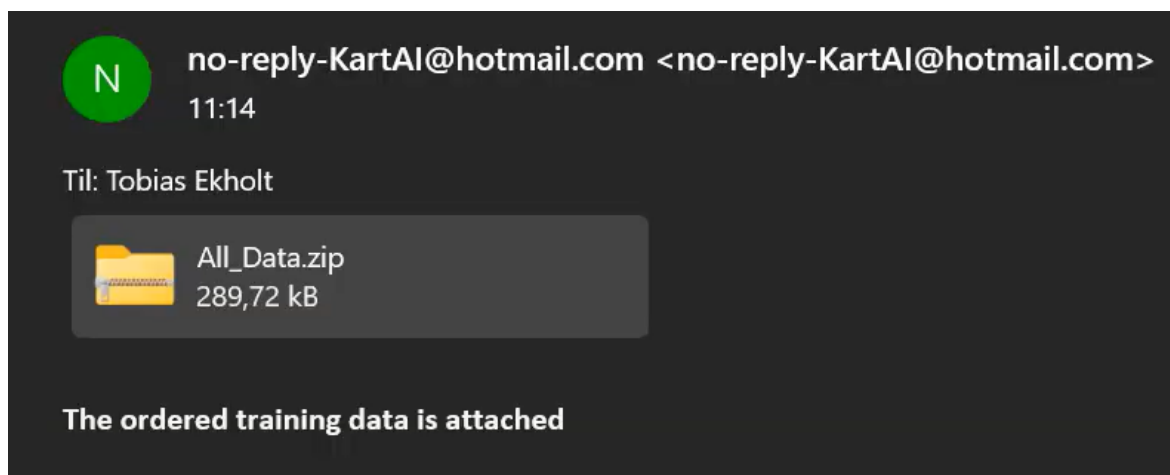 N
no-reply-KartAI@hotmail.com <no-reply-KartAI@hotmail.com>
11:14
Til: Tobias Ekholt
All_Data.zip
289,72 kB
The ordered training data is attached